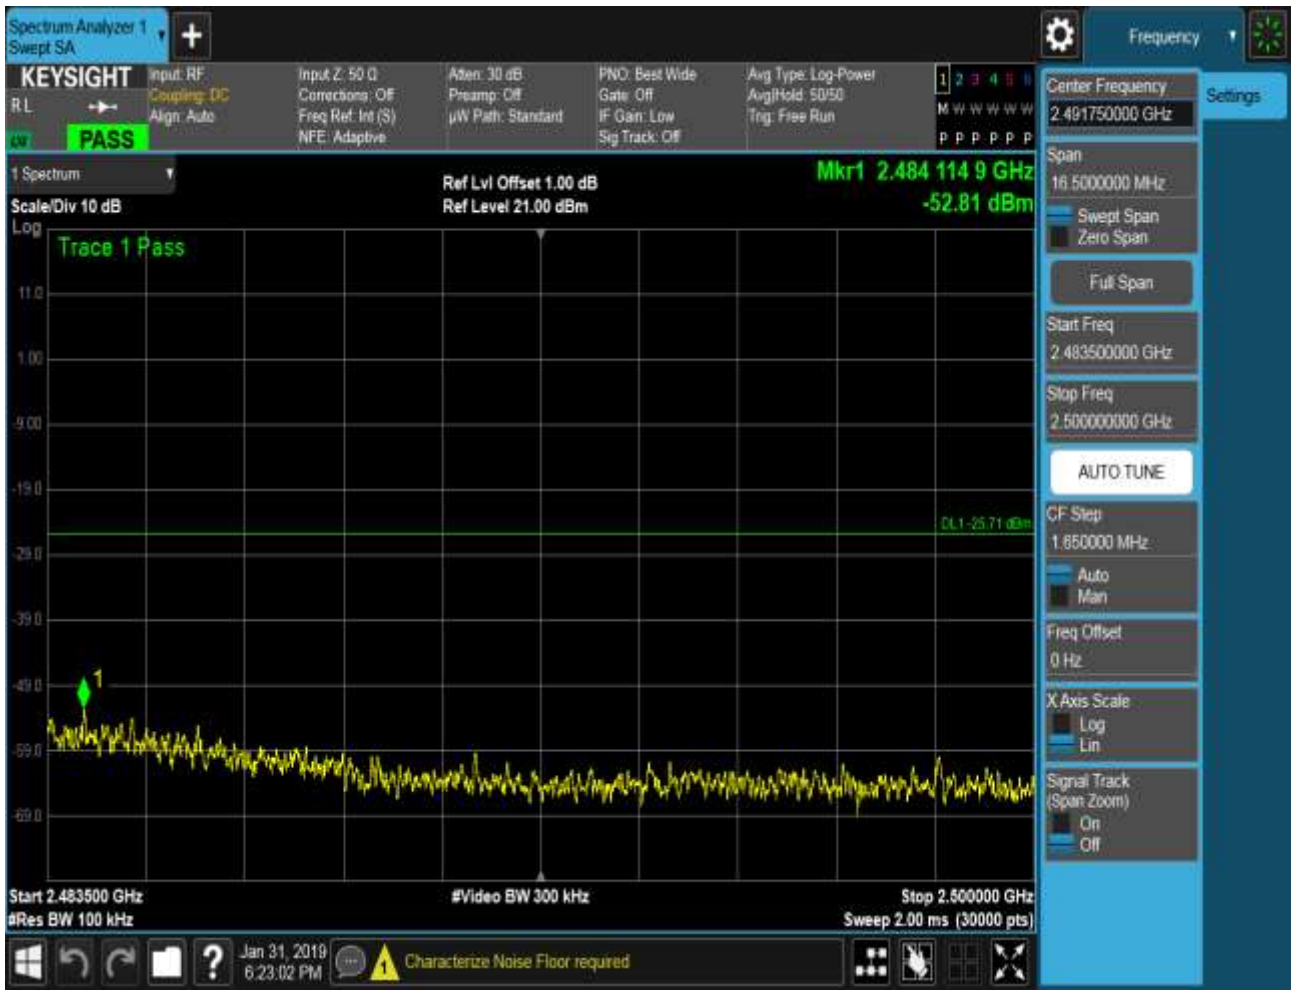 Spectrum Analyzer 1
Swept SA
+
Frequency
KEYSIGHT
R L
PASS
Input: RF
Coupling: DC
Align: Auto
Input Z: 50 Ω
Corrections: Off
Freq Ref: Int (S)
NFE: Adaptive
Atten: 30 dB
Preamp: Off
µW Path: Standard
PNO: Best Wide
Gate: Off
IF Gain: Low
Sig Track: Off
Avg Type: Log-Power
Avg|Hold: 50/50
Trig: Free Run
1 2 3 4 5 6
M W W W W W
P P P P P P
1 Spectrum
Scale/Div 10 dB
Ref Lvl Offset 1.00 dB
Ref Level 21.00 dBm
Mkr1 2.484 114 9 GHz
-52.81 dBm
Log
Trace 1 Pass
11.0
1.00
-9.00
-19.0
DL1 -25.71 dBm
-29.0
-39.0
-49.0
1
-59.0
-69.0
Start 2.483500 GHz
#Video BW 300 kHz
Stop 2.500000 GHz
#Res BW 100 kHz
Sweep 2.00 ms (30000 pts)
Center Frequency
2.491750000 GHz
Settings
Span
16.5000000 MHz
Swept Span
Zero Span
Full Span
Start Freq
2.483500000 GHz
Stop Freq
2.500000000 GHz
AUTO TUNE
CF Step
1.650000 MHz
Auto
Man
Freq Offset
0 Hz
X Axis Scale
Log
Lin
Signal Track
(Span Zoom)
On
Off
?
Jan 31, 2019
6:23:02 PM
1
Characterize Noise Floor required